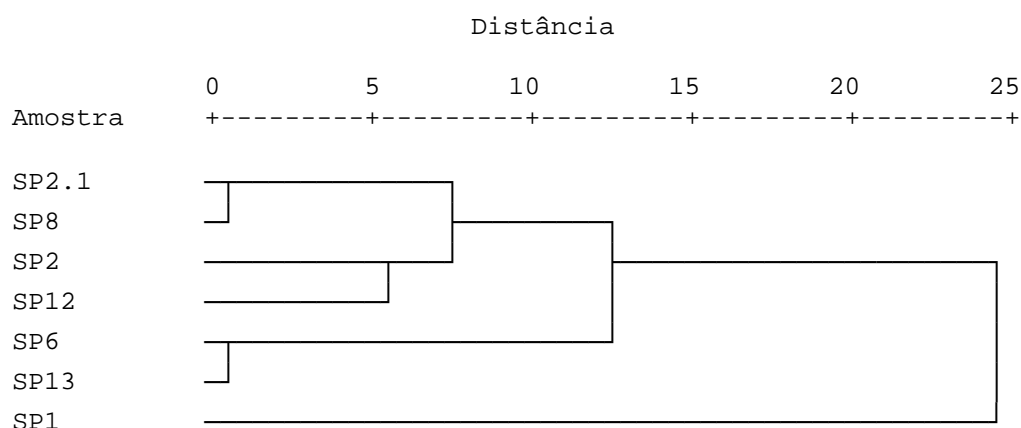 Distância
0 5 10 15 20 25
Amostra +---------+---------+---------+---------+---------+
SP2.1
SP8
SP2
SP12
SP6
SP13
SP1